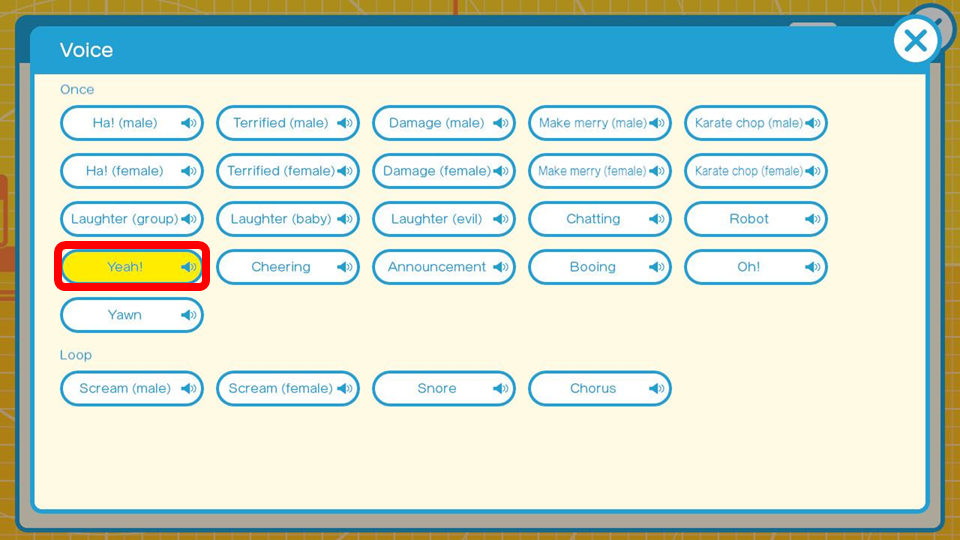 Voice
Once
Ha! (male) Terrified (male) Damage (male) Make merry (male) Karate chop (male)
Ha! (female) Terrified (female) Damage (female) Make merry (female) Karate chop (female)
Laughter (group) Laughter (baby) Laughter (evil) Chatting Robot
Yeah! Cheering Announcement Booing Oh!
Yawn
Loop
Scream (male) Scream (female) Snore Chorus